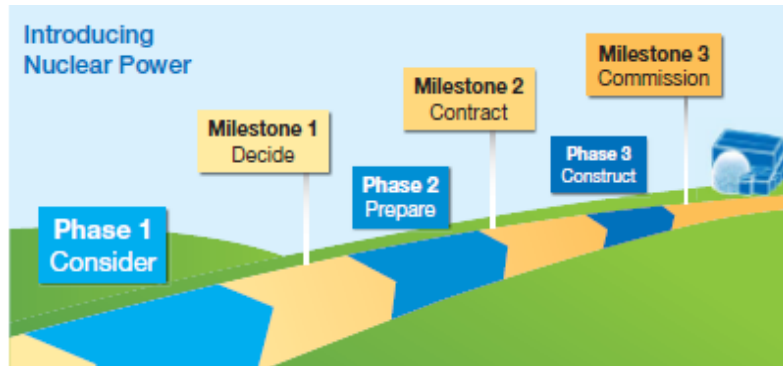 Introducing
Nuclear Power
Milestone 3
Commission
Milestone 2
Contract
Milestone 1
Decide
Phase 3
Construct
Phase 2
Prepare
Phase 1
Consider